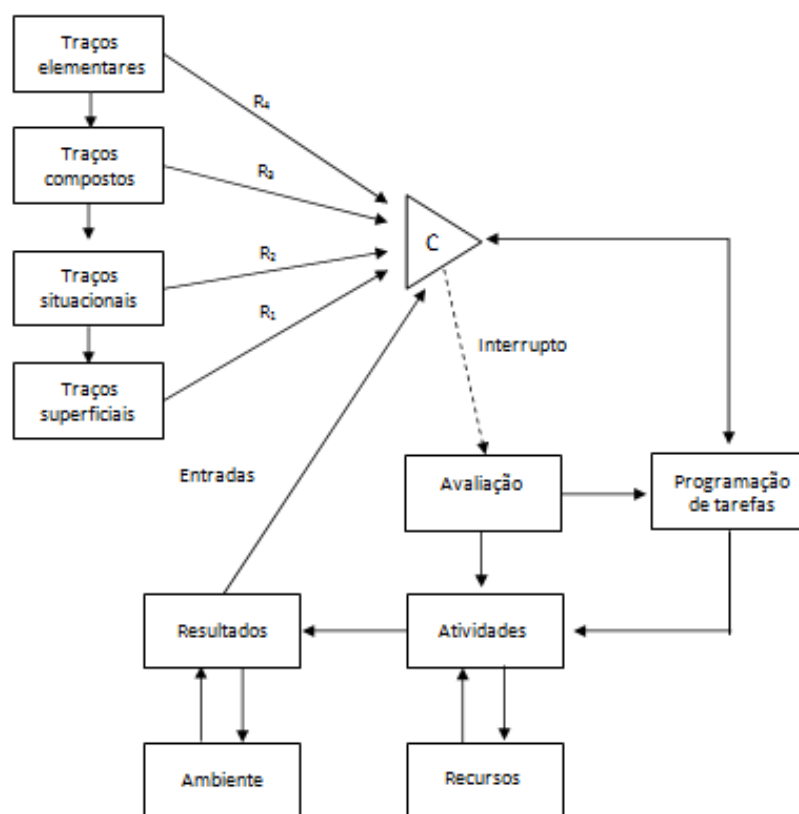 Traços
elementares
R₄
Traços
compostos
R₃
C
R₂
Traços
situacionais
R₁
Interrupto
Traços
superficiais
Entradas
Avaliação
Programação
de tarefas
Resultados
Atividades
Ambiente
Recursos